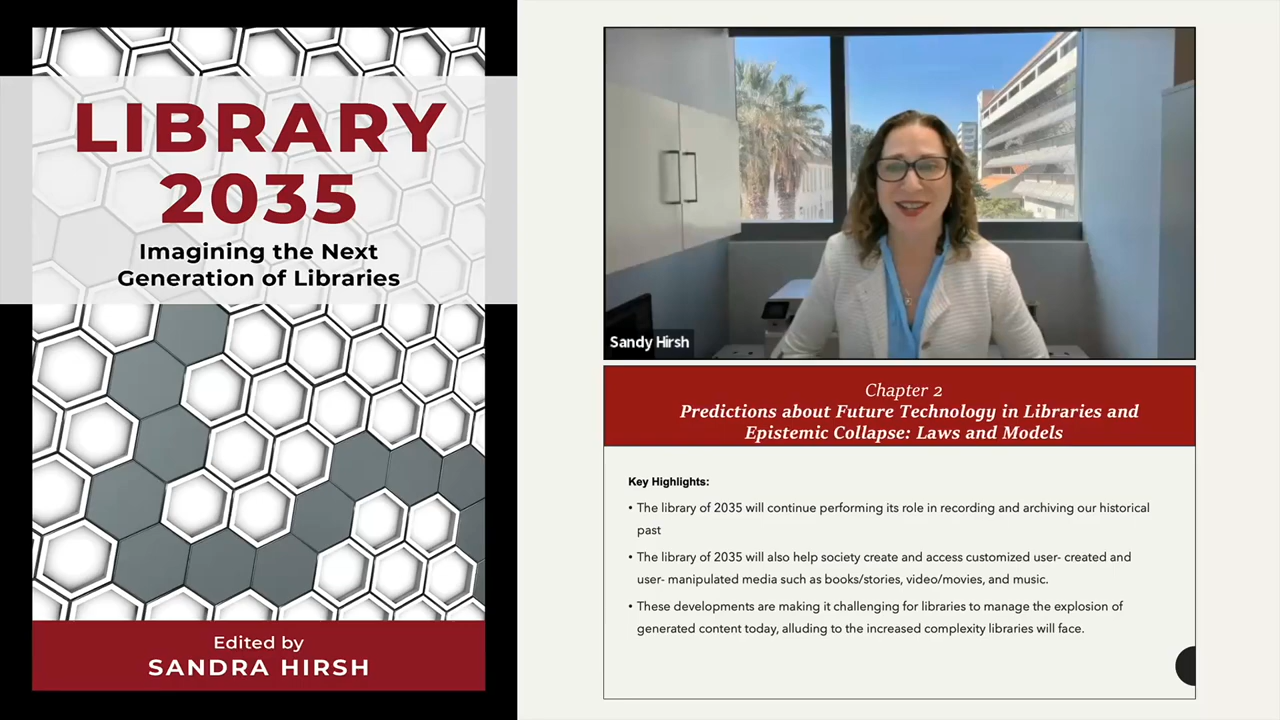 LIBRARY
2035
Imagining the Next
Generation of Libraries
Edited by
SANDRA HIRSH
Sandy Hirsh
Chapter 2
Predictions about Future Technology in Libraries and
Epistemic Collapse: Laws and Models
Key Highlights:
• The library of 2035 will continue performing its role in recording and archiving our historical
past
• The library of 2035 will also help society create and access customized user- created and
user- manipulated media such as books/stories, video/movies, and music.
• These developments are making it challenging for libraries to manage the explosion of
generated content today, alluding to the increased complexity libraries will face.